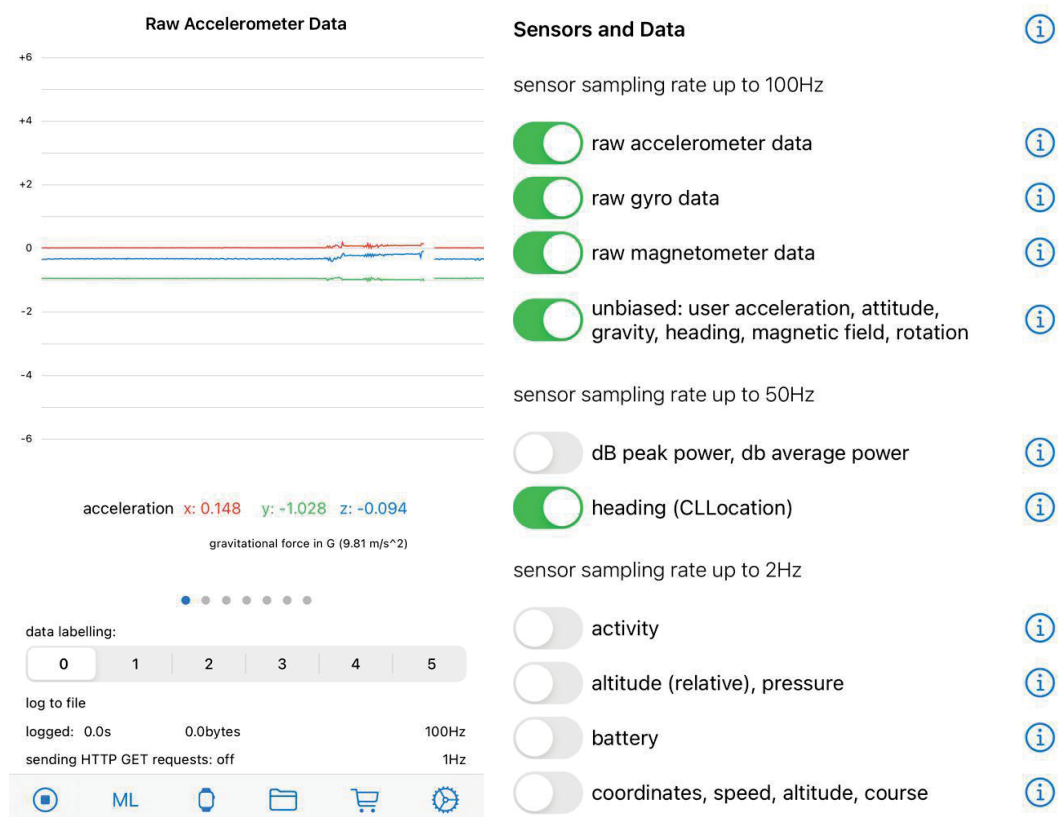 Raw Accelerometer Data
+6
+4
+2
0
-2
-4
-6
acceleration x: 0.148 y: -1.028 z: -0.094
gravitational force in G (9.81 m/s^2)
data labelling:
0 1 2 3 4 5
log to file
logged: 0.0s 0.0bytes 100Hz
sending HTTP GET requests: off 1Hz
ML
Sensors and Data
sensor sampling rate up to 100Hz
raw accelerometer data
raw gyro data
raw magnetometer data
unbiased: user acceleration, attitude,
gravity, heading, magnetic field, rotation
sensor sampling rate up to 50Hz
dB peak power, db average power
heading (CLLocation)
sensor sampling rate up to 2Hz
activity
altitude (relative), pressure
battery
coordinates, speed, altitude, course